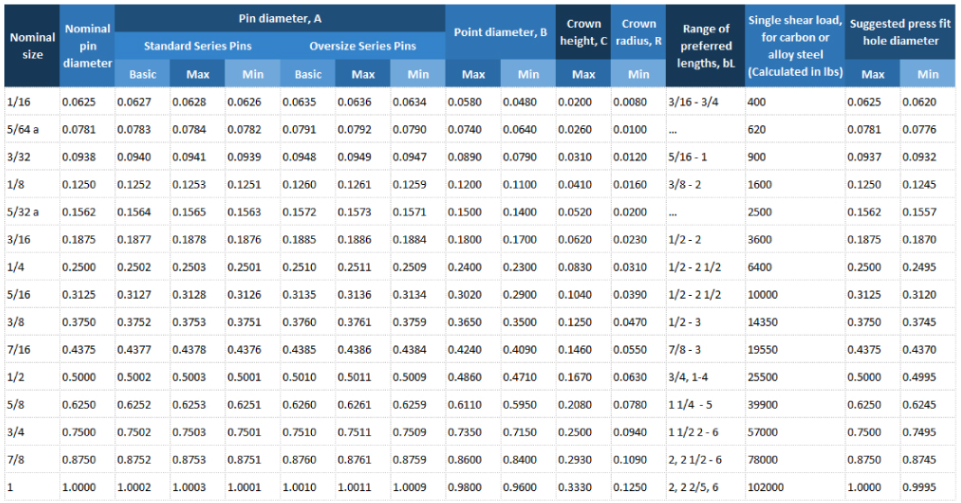 Nominal size Nominal pin diameter Pin diameter, A Point diameter, B Crown height, C Crown radius, R Range of preferred lengths, bL Single shear load, for carbon or alloy steel (Calculated in lbs) Suggested press fit hole diameter
Standard Series Pins Oversize Series Pins
Basic Max Min Basic Max Min Max Min Max Min Max Min
1/16 0.0625 0.0627 0.0628 0.0626 0.0635 0.0636 0.0634 0.0580 0.0480 0.0200 0.0080 3/16 - 3/4 400 0.0625 0.0620
5/64 a 0.0781 0.0783 0.0784 0.0782 0.0791 0.0792 0.0790 0.0740 0.0640 0.0260 0.0100 ... 620 0.0781 0.0776
3/32 0.0938 0.0940 0.0941 0.0939 0.0948 0.0949 0.0947 0.0890 0.0790 0.0310 0.0120 5/16 - 1 900 0.0937 0.0932
1/8 0.1250 0.1252 0.1253 0.1251 0.1260 0.1261 0.1259 0.1200 0.1100 0.0410 0.0160 3/8 - 2 1600 0.1250 0.1245
5/32 a 0.1562 0.1564 0.1565 0.1563 0.1572 0.1573 0.1571 0.1500 0.1400 0.0520 0.0200 ... 2500 0.1562 0.1557
3/16 0.1875 0.1877 0.1878 0.1876 0.1885 0.1886 0.1884 0.1800 0.1700 0.0620 0.0230 1/2 - 2 3600 0.1875 0.1870
1/4 0.2500 0.2502 0.2503 0.2501 0.2510 0.2511 0.2509 0.2400 0.2300 0.0830 0.0310 1/2 - 2 1/2 6400 0.2500 0.2495
5/16 0.3125 0.3127 0.3128 0.3126 0.3135 0.3136 0.3134 0.3020 0.2900 0.1040 0.0390 1/2 - 2 1/2 10000 0.3125 0.3120
3/8 0.3750 0.3752 0.3753 0.3751 0.3760 0.3761 0.3759 0.3650 0.3500 0.1250 0.0470 1/2 - 3 14350 0.3750 0.3745
7/16 0.4375 0.4377 0.4378 0.4376 0.4385 0.4386 0.4384 0.4240 0.4090 0.1460 0.0550 7/8 - 3 19550 0.4375 0.4370
1/2 0.5000 0.5002 0.5003 0.5001 0.5010 0.5011 0.5009 0.4860 0.4710 0.1670 0.0630 3/4, 1-4 25500 0.5000 0.4995
5/8 0.6250 0.6252 0.6253 0.6251 0.6260 0.6261 0.6259 0.6110 0.5950 0.2080 0.0780 1 1/4 - 5 39900 0.6250 0.6245
3/4 0.7500 0.7502 0.7503 0.7501 0.7510 0.7511 0.7509 0.7350 0.7150 0.2500 0.0940 1 1/2 2 - 6 57000 0.7500 0.7495
7/8 0.8750 0.8752 0.8753 0.8751 0.8760 0.8761 0.8759 0.8600 0.8400 0.2930 0.1090 2, 2 1/2 - 6 78000 0.8750 0.8745
1 1.0000 1.0002 1.0003 1.0001 1.0010 1.0011 1.0009 0.9800 0.9600 0.3330 0.1250 2, 2 2/5, 6 102000 1.0000 0.9995